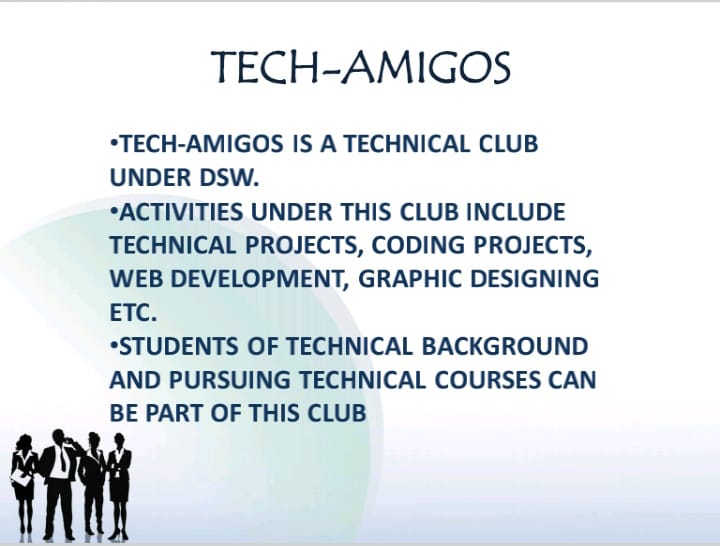 TECH-AMIGOS
•TECH-AMIGOS IS A TECHNICAL CLUB
UNDER DSW.
•ACTIVITIES UNDER THIS CLUB INCLUDE
TECHNICAL PROJECTS, CODING PROJECTS,
WEB DEVELOPMENT, GRAPHIC DESIGNING
ETC.
•STUDENTS OF TECHNICAL BACKGROUND
AND PURSUING TECHNICAL COURSES CAN
BE PART OF THIS CLUB